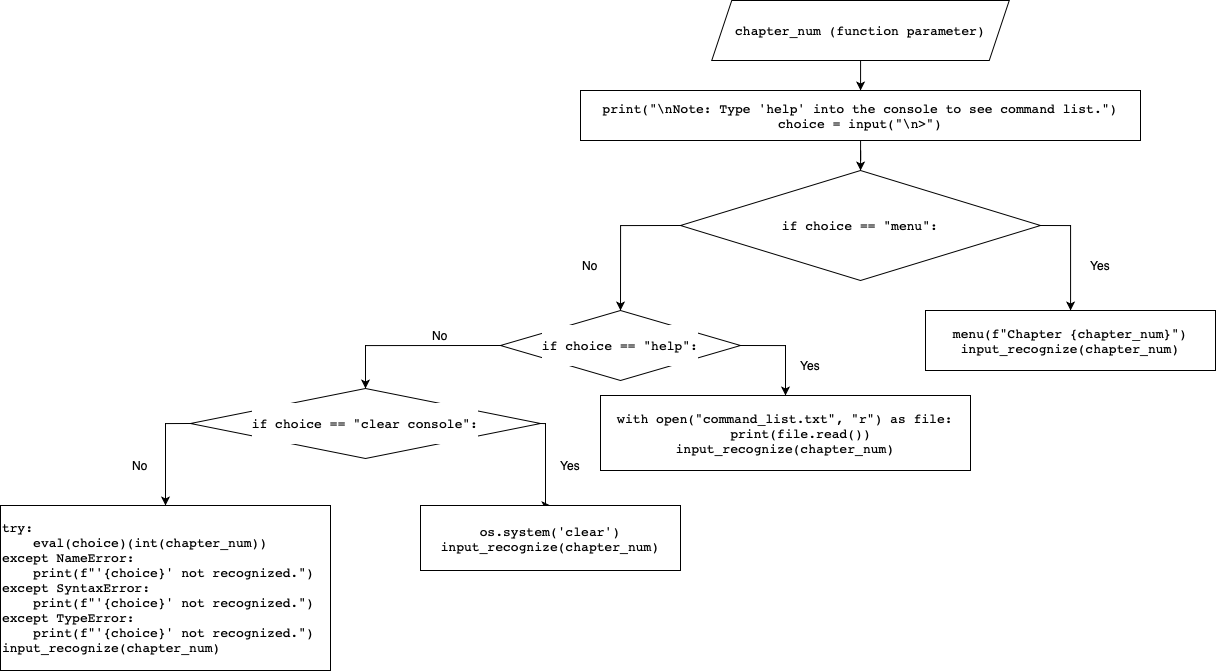 chapter_num (function parameter)
print("\nNote: Type 'help' into the console to see command list.")
choice = input("\n>")
if choice == "menu":
No
Yes
menu(f"Chapter {chapter_num}")
input_recognize(chapter_num)
if choice == "help":
No
Yes
with open("command_list.txt", "r") as file:
print(file.read())
input_recognize(chapter_num)
if choice == "clear console":
No
Yes
os.system('clear')
input_recognize(chapter_num)
try:
    eval(choice)(int(chapter_num))
except NameError:
    print(f"'{choice}' not recognized.")
except SyntaxError:
    print(f"'{choice}' not recognized.")
except TypeError:
    print(f"'{choice}' not recognized.")
input_recognize(chapter_num)